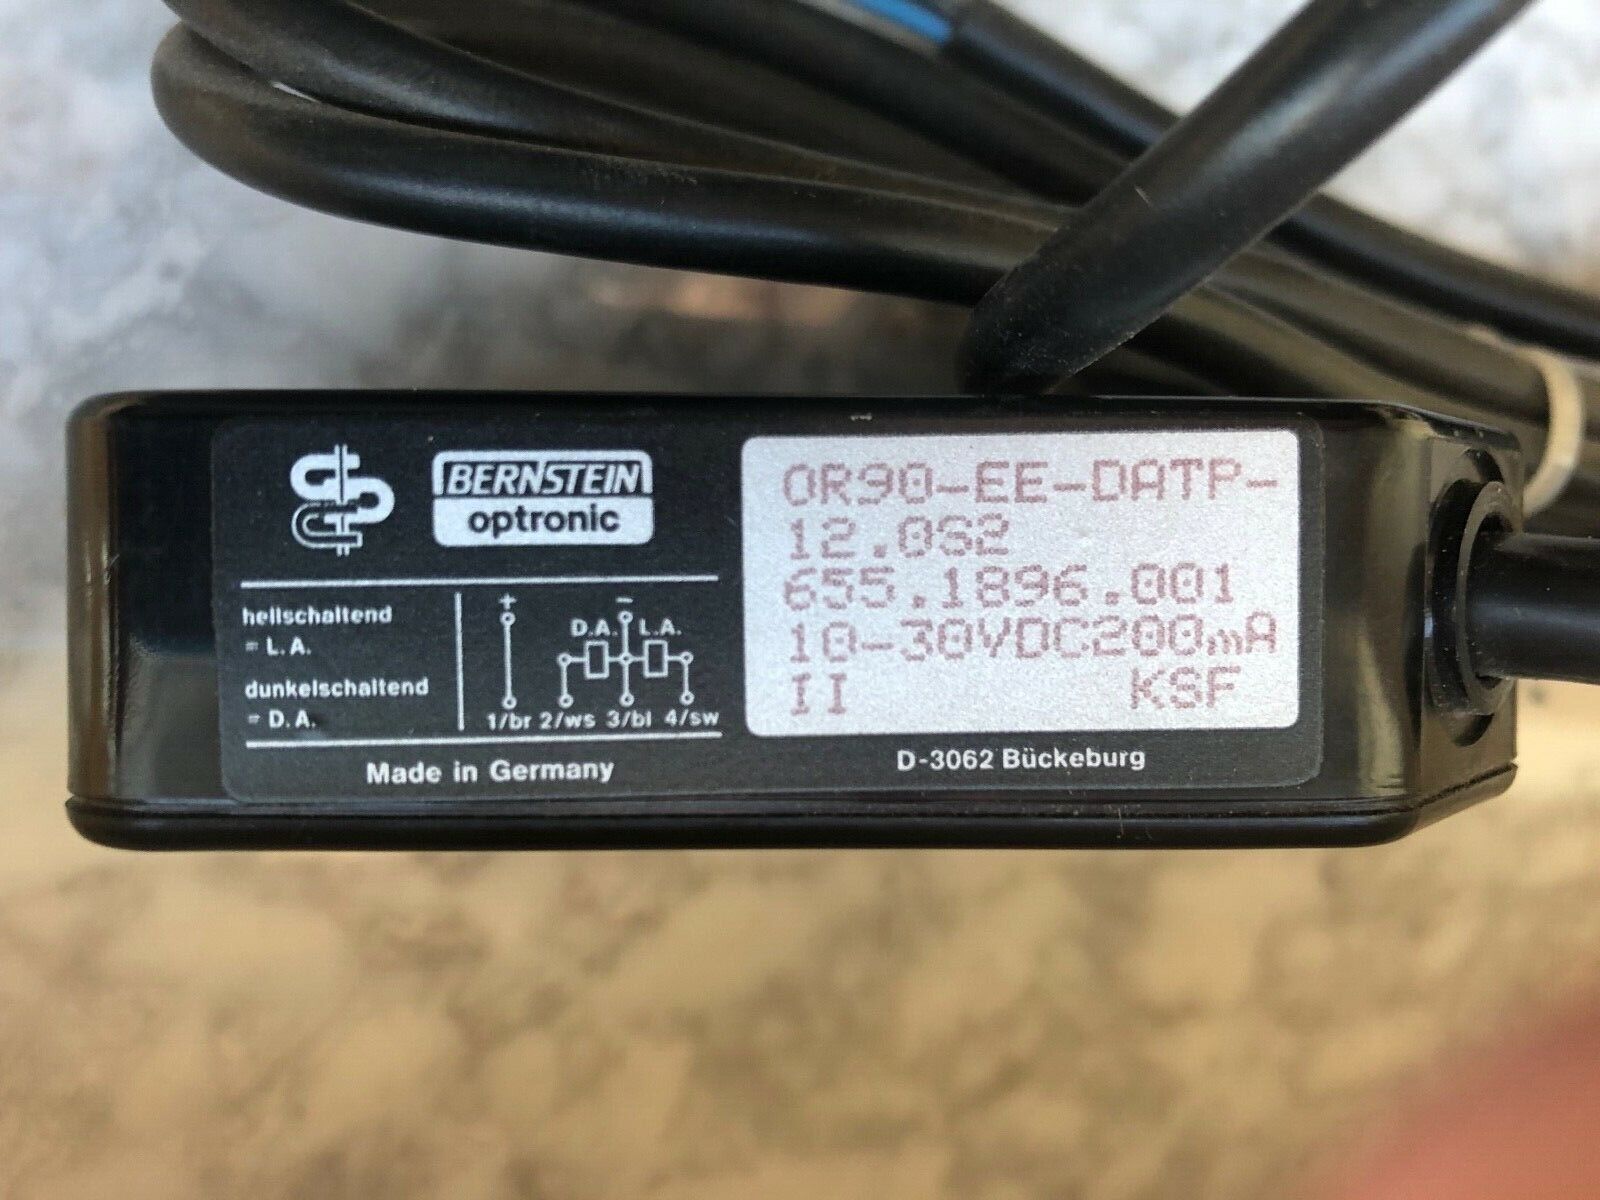 BERNSTEIN
optronic
hellschaltend
= L.A.
dunkelschaltend
= D.A.
+ -
D.A. L.A.
1/br 2/ws 3/bl 4/sw
Made in Germany
OR90-EE-DATP-
12.0S2
655.1896.001
10-30VDC200mA
II KSF
D-3062 Bückeburg